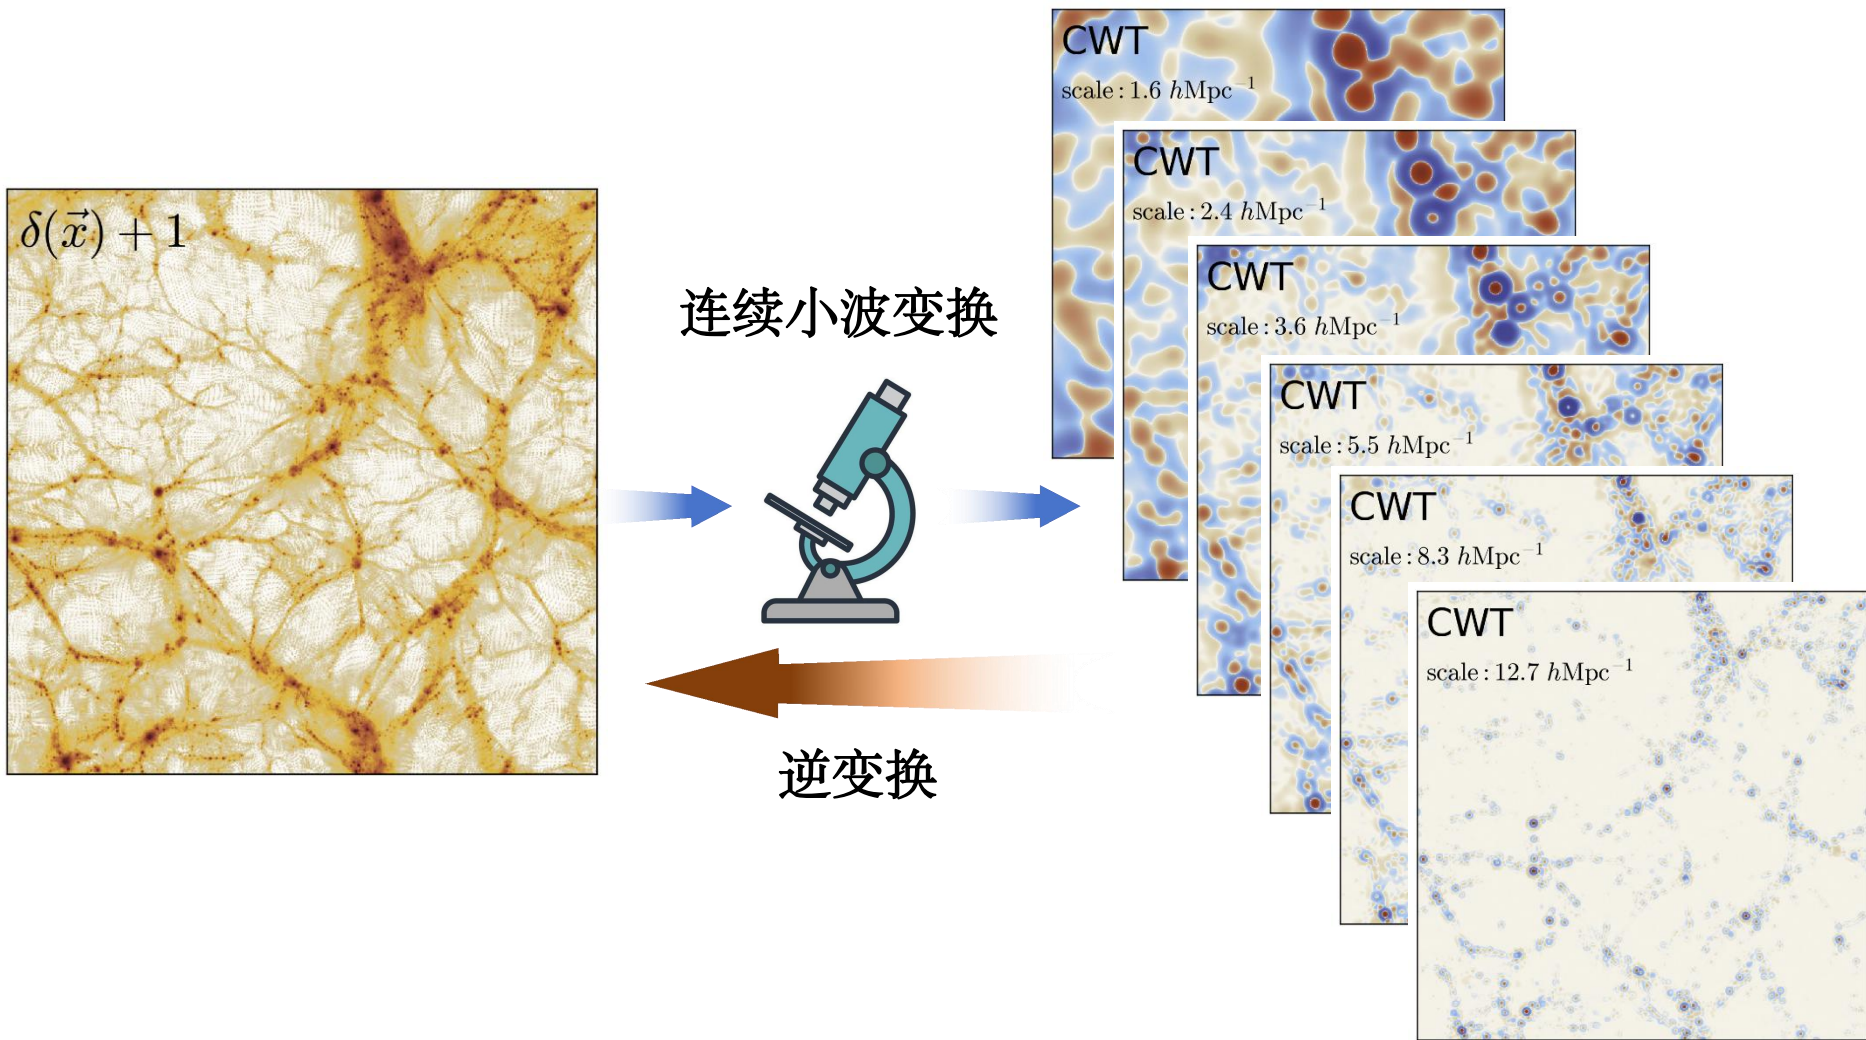 δ(x⃗) + 1
连续小波变换
逆变换
CWT
scale: 1.6 hMpc⁻¹
CWT
scale: 2.4 hMpc⁻¹
CWT
scale: 3.6 hMpc⁻¹
CWT
scale: 5.5 hMpc⁻¹
CWT
scale: 8.3 hMpc⁻¹
CWT
scale: 12.7 hMpc⁻¹